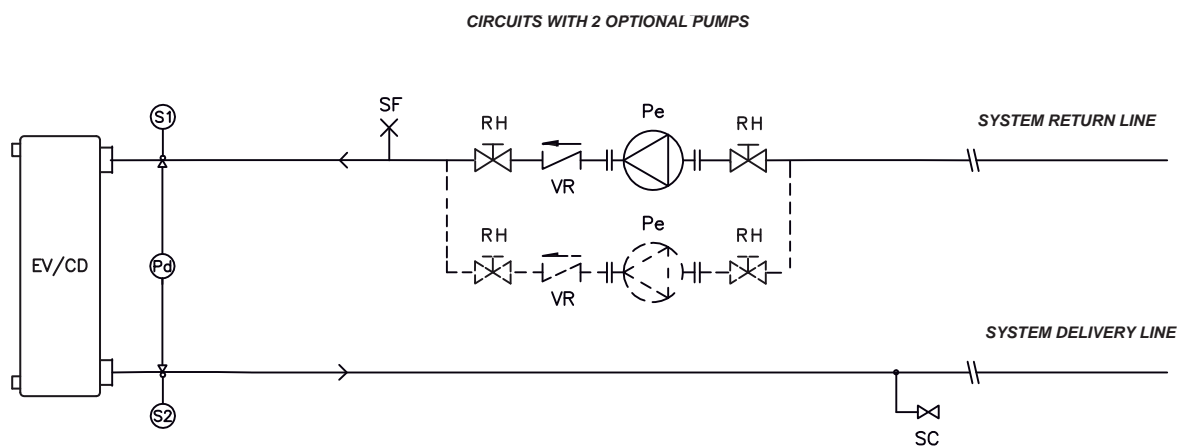 CIRCUITS WITH 2 OPTIONAL PUMPS
S1
SF
RH
Pe
RH
SYSTEM RETURN LINE
VR
EV/CD
Pd
RH
Pe
RH
VR
SYSTEM DELIVERY LINE
S2
SC